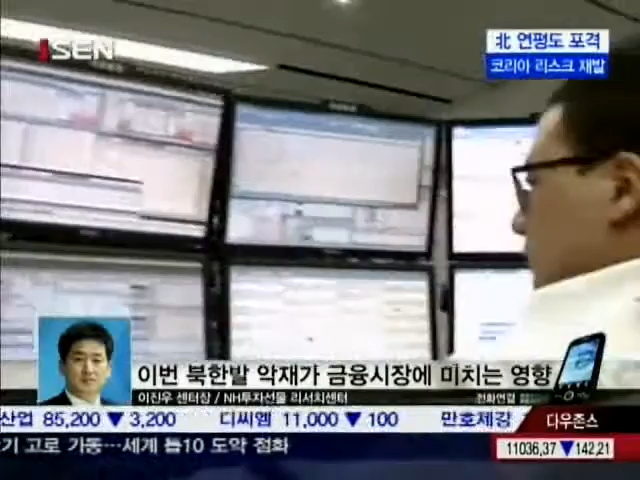 SEN
北 연평도 포격
코리아 리스크 재발
이번 북한발 악재가 금융시장에 미치는 영향
이진우 센터장 / NH투자선물 리서치센터
전화연결
산업 85,200 ▼ 3,200 디씨엠 11,000 ▼ 100 만호제강
다우존스
기 고로 가동…세계 톱10 도약 점화
11036,37 ▼ 142,21